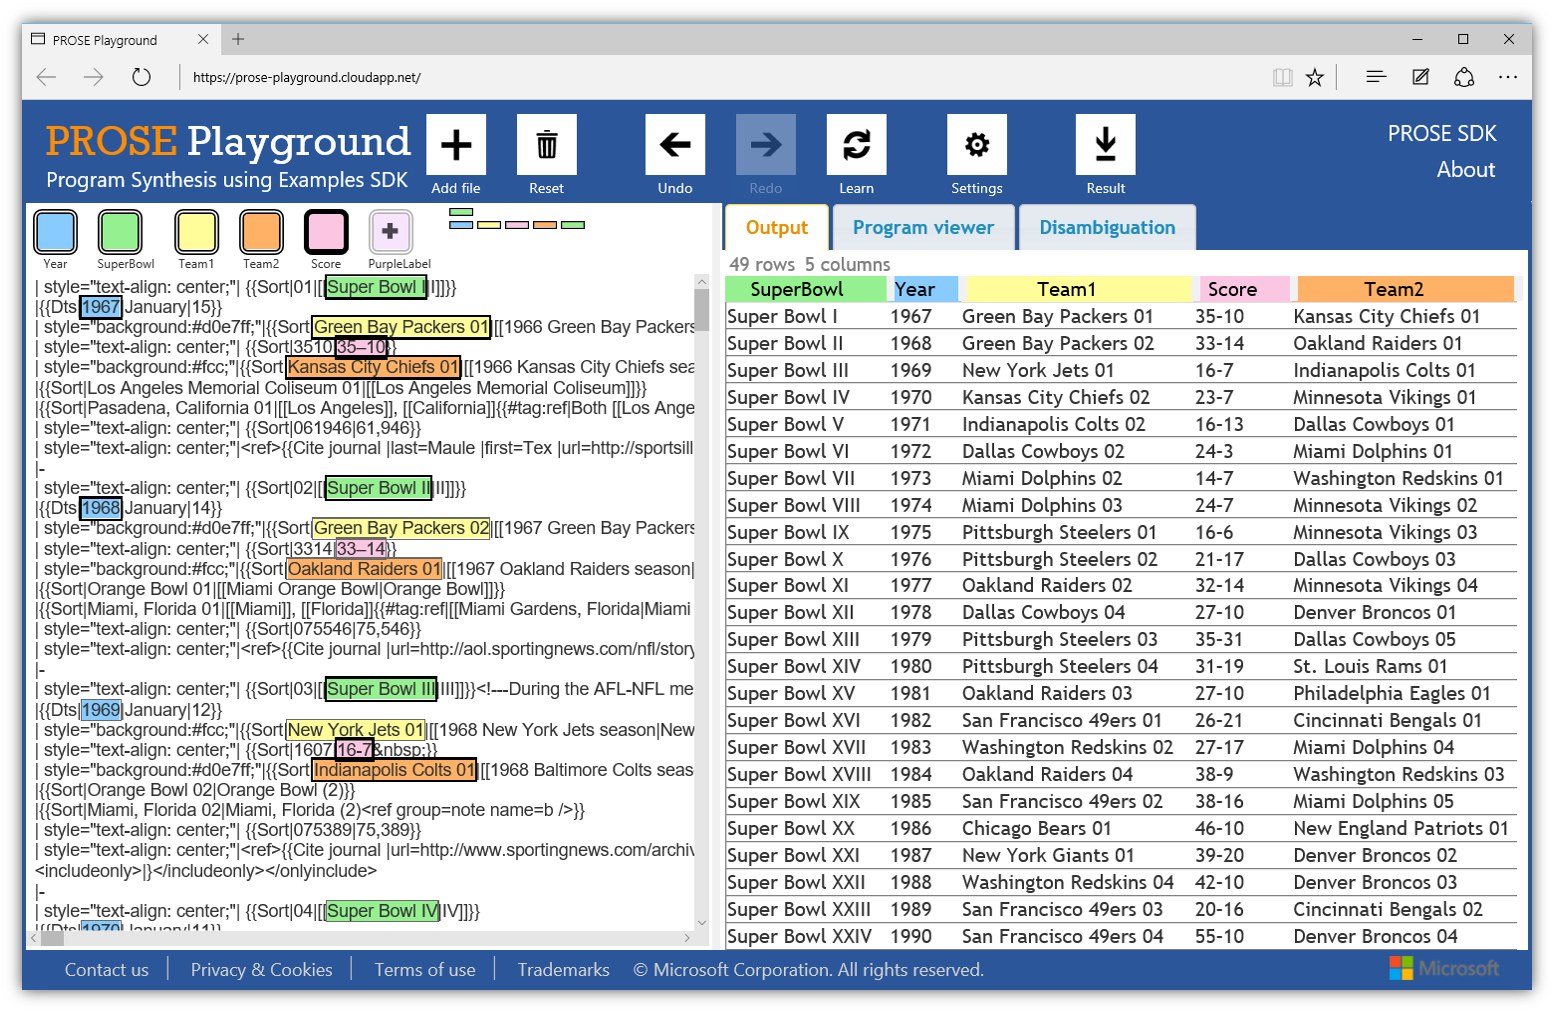 PROSE Playground
https://prose-playground.cloudapp.net/
PROSE Playground
Program Synthesis using Examples SDK
Add file
Reset
Undo
Redo
Learn
Settings
Result
PROSE SDK
About
Year
SuperBowl
Team1
Team2
Score
PurpleLabel
| style="text-align: center;"| {{Sort|01|[[Super Bowl I|I]]}}
|{{Dts|1967|January|15}}
| style="background:#d0e7ff;"|{{Sort|Green Bay Packers 01|[[1966 Green Bay Packers
| style="text-align: center;"| {{Sort|3510|35–10}}
| style="background:#fcc;"|{{Sort|Kansas City Chiefs 01|[[1966 Kansas City Chiefs sea
|{{Sort|Los Angeles Memorial Coliseum 01|[[Los Angeles Memorial Coliseum]]}}
|{{Sort|Pasadena, California 01|[[Los Angeles]], [[California]]{{#tag:ref|Both [[Los Ange
| style="text-align: center;"| {{Sort|061946|61,946}}
| style="text-align: center;"|<ref>{{Cite journal |last=Maule |first=Tex |url=http://sportsill
|-
| style="text-align: center;"| {{Sort|02|[[Super Bowl II|II]]}}
|{{Dts|1968|January|14}}
| style="background:#d0e7ff;"|{{Sort|Green Bay Packers 02|[[1967 Green Bay Packers
| style="text-align: center;"| {{Sort|3314|33–14}}
| style="background:#fcc;"|{{Sort|Oakland Raiders 01|[[1967 Oakland Raiders season|
|{{Sort|Orange Bowl 01|[[Miami Orange Bowl|Orange Bowl]]}}
|{{Sort|Miami, Florida 01|[[Miami]], [[Florida]]{{#tag:ref|[[Miami Gardens, Florida|Miami
| style="text-align: center;"| {{Sort|075546|75,546}}
| style="text-align: center;"|<ref>{{Cite journal |url=http://aol.sportingnews.com/nfl/story
|-
| style="text-align: center;"| {{Sort|03|[[Super Bowl III|III]]}}<!---During the AFL-NFL me
|{{Dts|1969|January|12}}
| style="background:#fcc;"|{{Sort|New York Jets 01|[[1968 New York Jets season|New
| style="text-align: center;"| {{Sort|1607|16-7&nbsp;}}
| style="background:#d0e7ff;"|{{Sort|Indianapolis Colts 01|[[1968 Baltimore Colts seas
|{{Sort|Orange Bowl 02|Orange Bowl (2)}}
|{{Sort|Miami, Florida 02|Miami, Florida (2)<ref group=note name=b />}}
| style="text-align: center;"| {{Sort|075389|75,389}}
| style="text-align: center;"|<ref>{{Cite journal |url=http://www.sportingnews.com/archiv
<includeonly>|}</includeonly></onlyinclude>
|-
| style="text-align: center;"| {{Sort|04|[[Super Bowl IV|IV]]}}
|{{Dts|1970|January|11}}
Output
Program viewer
Disambiguation
49 rows 5 columns
SuperBowl Year Team1 Score Team2
Super Bowl I 1967 Green Bay Packers 01 35-10 Kansas City Chiefs 01
Super Bowl II 1968 Green Bay Packers 02 33-14 Oakland Raiders 01
Super Bowl III 1969 New York Jets 01 16-7 Indianapolis Colts 01
Super Bowl IV 1970 Kansas City Chiefs 02 23-7 Minnesota Vikings 01
Super Bowl V 1971 Indianapolis Colts 02 16-13 Dallas Cowboys 01
Super Bowl VI 1972 Dallas Cowboys 02 24-3 Miami Dolphins 01
Super Bowl VII 1973 Miami Dolphins 02 14-7 Washington Redskins 01
Super Bowl VIII 1974 Miami Dolphins 03 24-7 Minnesota Vikings 02
Super Bowl IX 1975 Pittsburgh Steelers 01 16-6 Minnesota Vikings 03
Super Bowl X 1976 Pittsburgh Steelers 02 21-17 Dallas Cowboys 03
Super Bowl XI 1977 Oakland Raiders 02 32-14 Minnesota Vikings 04
Super Bowl XII 1978 Dallas Cowboys 04 27-10 Denver Broncos 01
Super Bowl XIII 1979 Pittsburgh Steelers 03 35-31 Dallas Cowboys 05
Super Bowl XIV 1980 Pittsburgh Steelers 04 31-19 St. Louis Rams 01
Super Bowl XV 1981 Oakland Raiders 03 27-10 Philadelphia Eagles 01
Super Bowl XVI 1982 San Francisco 49ers 01 26-21 Cincinnati Bengals 01
Super Bowl XVII 1983 Washington Redskins 02 27-17 Miami Dolphins 04
Super Bowl XVIII 1984 Oakland Raiders 04 38-9 Washington Redskins 03
Super Bowl XIX 1985 San Francisco 49ers 02 38-16 Miami Dolphins 05
Super Bowl XX 1986 Chicago Bears 01 46-10 New England Patriots 01
Super Bowl XXI 1987 New York Giants 01 39-20 Denver Broncos 02
Super Bowl XXII 1988 Washington Redskins 04 42-10 Denver Broncos 03
Super Bowl XXIII 1989 San Francisco 49ers 03 20-16 Cincinnati Bengals 02
Super Bowl XXIV 1990 San Francisco 49ers 04 55-10 Denver Broncos 04
Contact us
Privacy & Cookies
Terms of use
Trademarks
© Microsoft Corporation. All rights reserved.
Microsoft